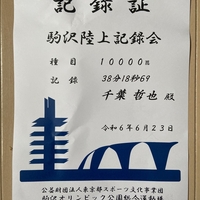 記録証
駒沢陸上記録会
種目 10000m
記録 38分18秒69
千葉 哲也 殿
令和6年6月23日
公益財団法人東京都スポーツ文化事業団
駒沢オリンピック公園総合運動場